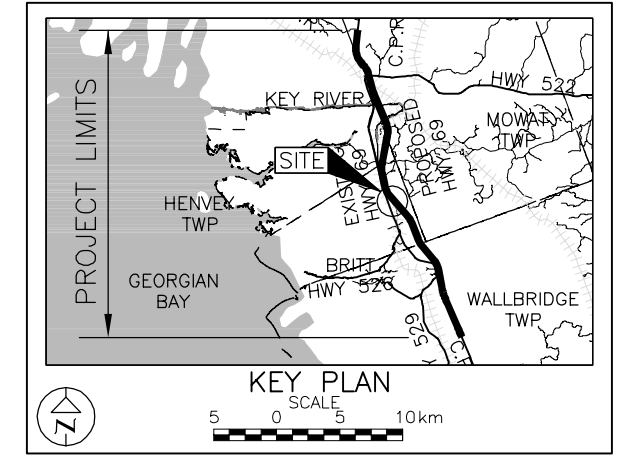 C.P.R
HWY 522
KEY RIVER
PROJECT LIMITS
MOWAT
TWP
PROPOSED
HWY 69
SITE
EXIST
HWY 69
HENVEY
TWP
BRITT
HWY 526
GEORGIAN
BAY
WALLBRIDGE
TWP
Y 529
C.N
KEY PLAN
SCALE
5 0 5 10km
N